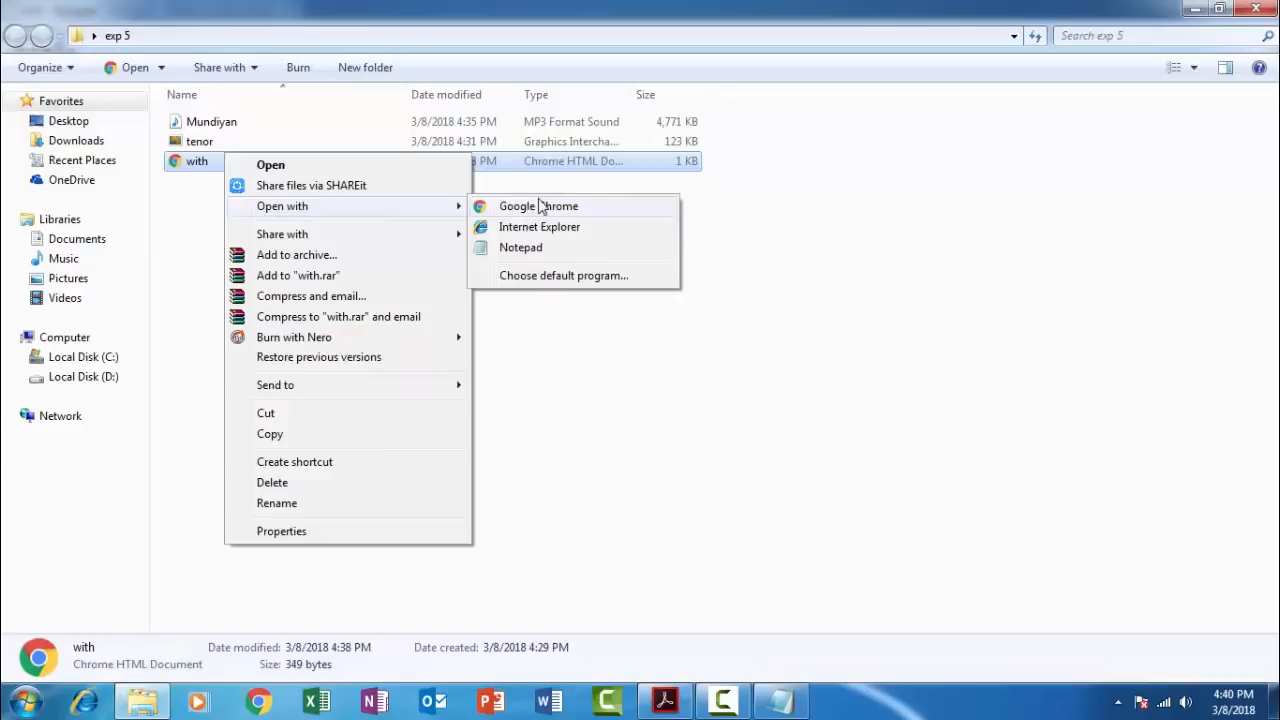 exp 5
Search exp 5
Organize Open Share with Burn New folder
Name Date modified Type Size
Favorites
Desktop
Downloads
Recent Places
OneDrive
Libraries
Documents
Music
Pictures
Videos
Computer
Local Disk (C:)
Local Disk (D:)
Network
Mundiyan 3/8/2018 4:35 PM MP3 Format Sound 4,771 KB
tenor 3/8/2018 4:31 PM Graphics Intercha... 123 KB
with PM Chrome HTML Do... 1 KB
Open
Share files via SHAREit
Open with
Share with
Add to archive...
Add to "with.rar"
Compress and email...
Compress to "with.rar" and email
Burn with Nero
Restore previous versions
Send to
Cut
Copy
Create shortcut
Delete
Rename
Properties
Google Chrome
Internet Explorer
Notepad
Choose default program...
with Date modified: 3/8/2018 4:38 PM Date created: 3/8/2018 4:29 PM
Chrome HTML Document Size: 349 bytes
4:40 PM
3/8/2018